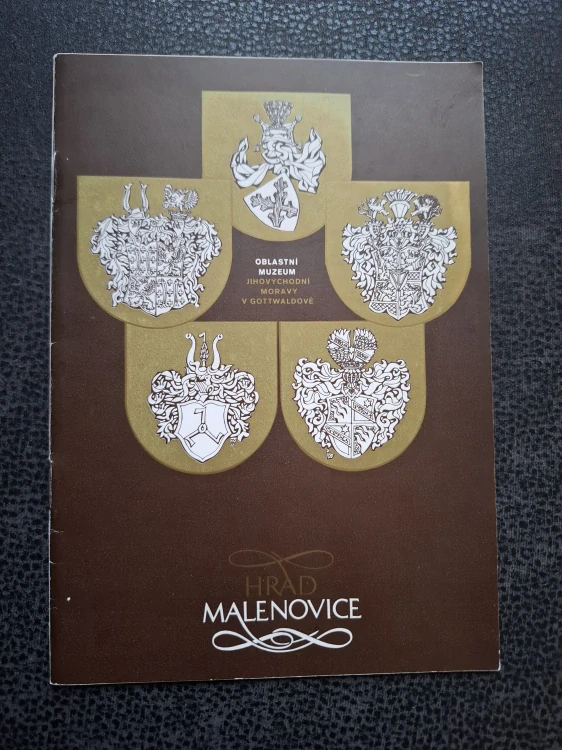 OBLASTNÍ
MUZEUM
JIHOVÝCHODNÍ
MORAVY
V GOTTWALDOVĚ
HRAD
MALENOVICE